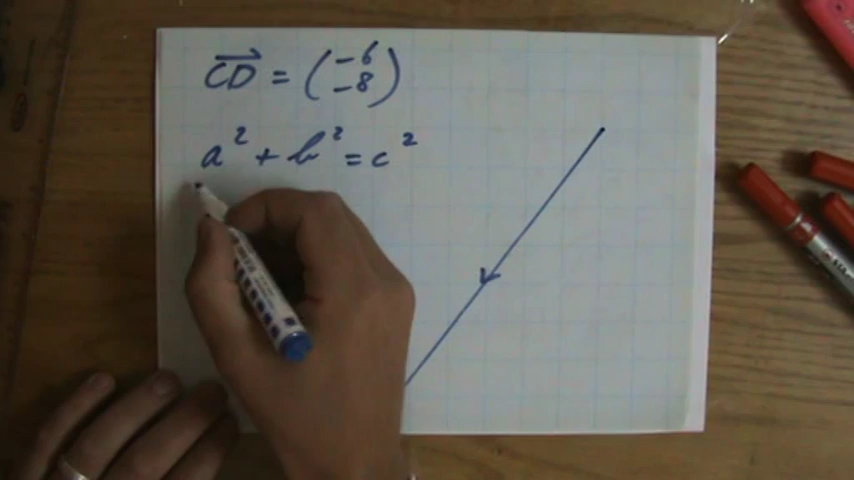 CD⃗ = (-6 -8)
a² + b² = c²